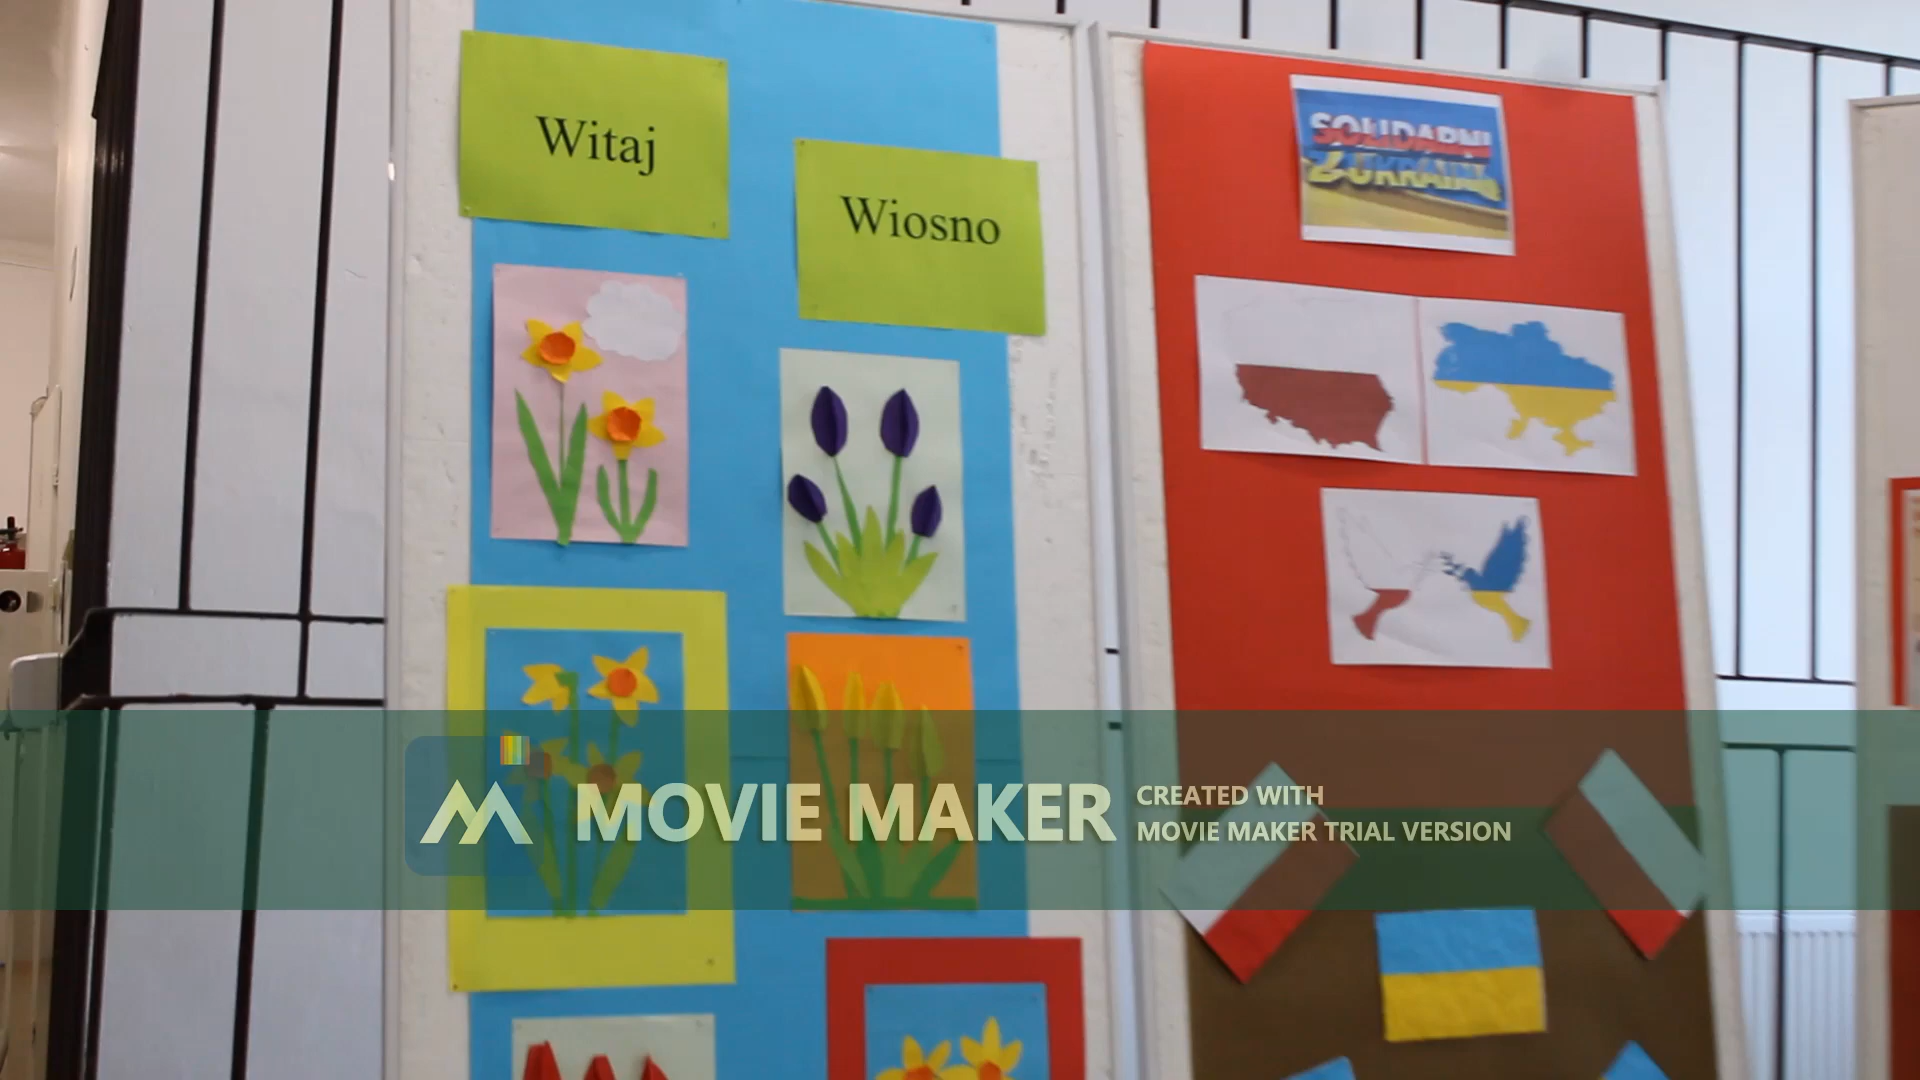 Witaj
Wiosno
SOLIDARNI
Z UKRAINĄ
MOVIE MAKER
CREATED WITH
MOVIE MAKER TRIAL VERSION